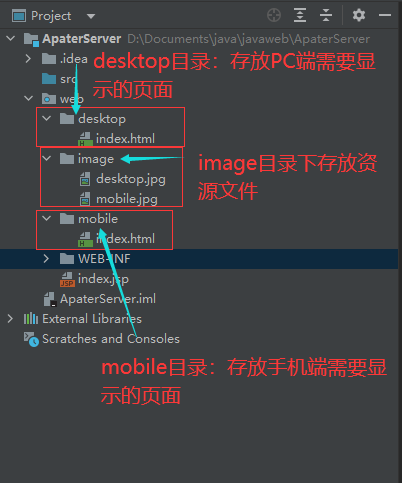 Project
ApaterServer D:\Documents\java\javaweb\ApaterServer
.idea
desktop目录：存放PC端需要显
示的页面
src
web
desktop
index.html
image
image目录下存放资
源文件
desktop.jpg
mobile.jpg
mobile
index.html
WEB-INF
index.jsp
ApaterServer.iml
External Libraries
Scratches and Consoles
mobile目录：存放手机端需要显
示的页面